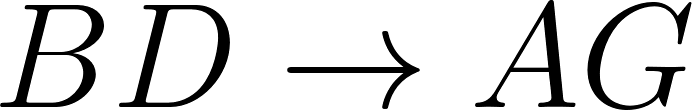 BD → AG